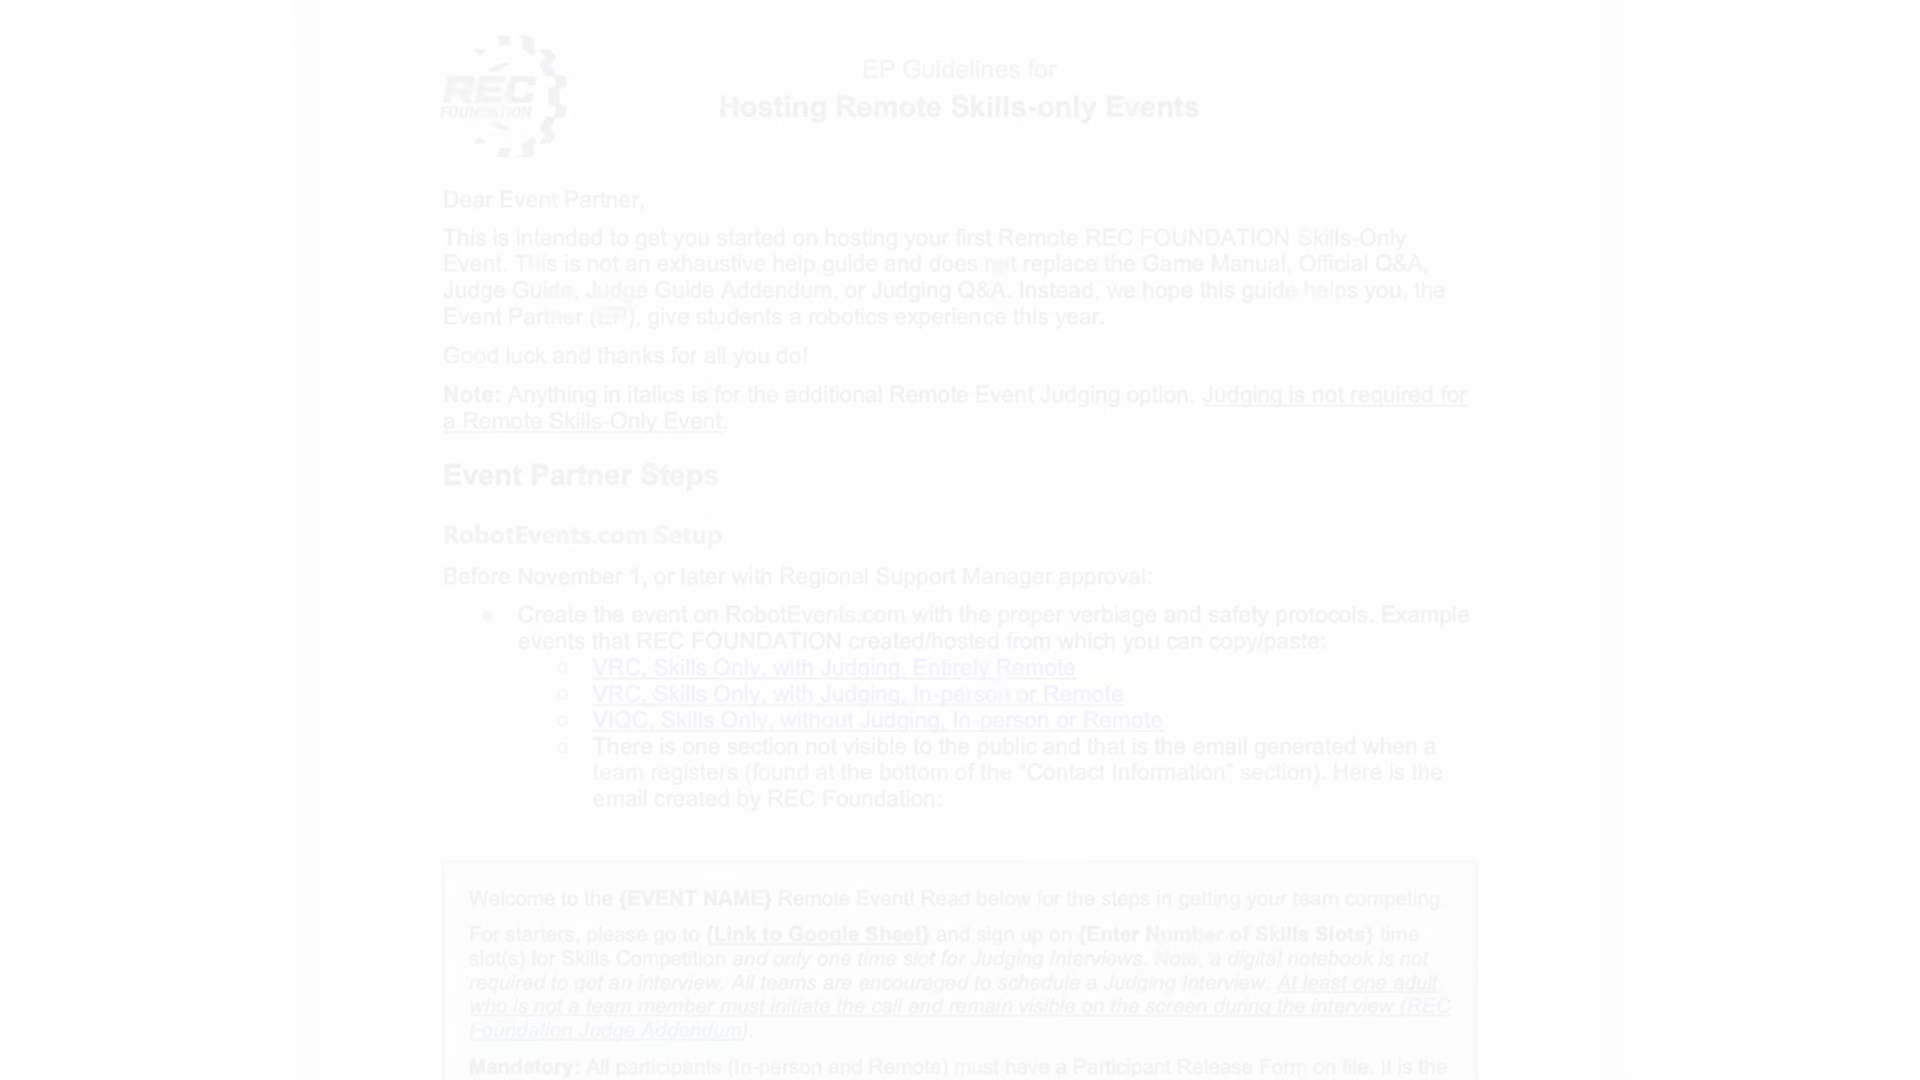 REC
FOUNDATION
EP Guidelines for
Hosting Remote Skills-only Events
Dear Event Partner,
This is intended to get you started on hosting your first Remote REC FOUNDATION Skills-Only
Event. This is not an exhaustive help guide and does not replace the Game Manual, Official Q&A,
Judge Guide, Judge Guide Addendum, or Judging Q&A. Instead, we hope this guide helps you, the
Event Partner (EP), give students a robotics experience this year.
Good luck and thanks for all you do!
Note: Anything in italics is for the additional Remote Event Judging option. Judging is not required for
a Remote Skills-Only Event.
Event Partner Steps
RobotEvents.com Setup
Before November 1, or later with Regional Support Manager approval:
• Create the event on RobotEvents.com with the proper verbiage and safety protocols. Example
events that REC FOUNDATION created/hosted from which you can copy/paste:
○ VRC, Skills Only, with Judging, Entirely Remote
○ VRC, Skills Only, with Judging, In-person or Remote
○ VIQC, Skills Only, without Judging, In-person or Remote
○ There is one section not visible to the public and that is the email generated when a
team registers (found at the bottom of the "Contact Information" section). Here is the
email created by REC Foundation:
Welcome to the {EVENT NAME} Remote Event! Read below for the steps in getting your team competing.
For starters, please go to {Link to Google Sheet} and sign up on {Enter Number of Skills Slots} time
slot(s) for Skills Competition and only one time slot for Judging Interviews. Note, a digital notebook is not
required to get an interview. All teams are encouraged to schedule a Judging Interview. At least one adult
who is not a team member must initiate the call and remain visible on the screen during the interview (REC
Foundation Judge Addendum).
Mandatory: All participants (In-person and Remote) must have a Participant Release Form on file. It is the